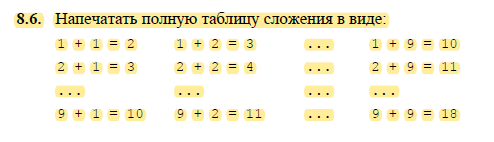 8.6. Напечатать полную таблицу сложения в виде:
1 + 1 = 2 1 + 2 = 3 ... 1 + 9 = 10
2 + 1 = 3 2 + 2 = 4 ... 2 + 9 = 11
... ... ... ...
9 + 1 = 10 9 + 2 = 11 ... 9 + 9 = 18